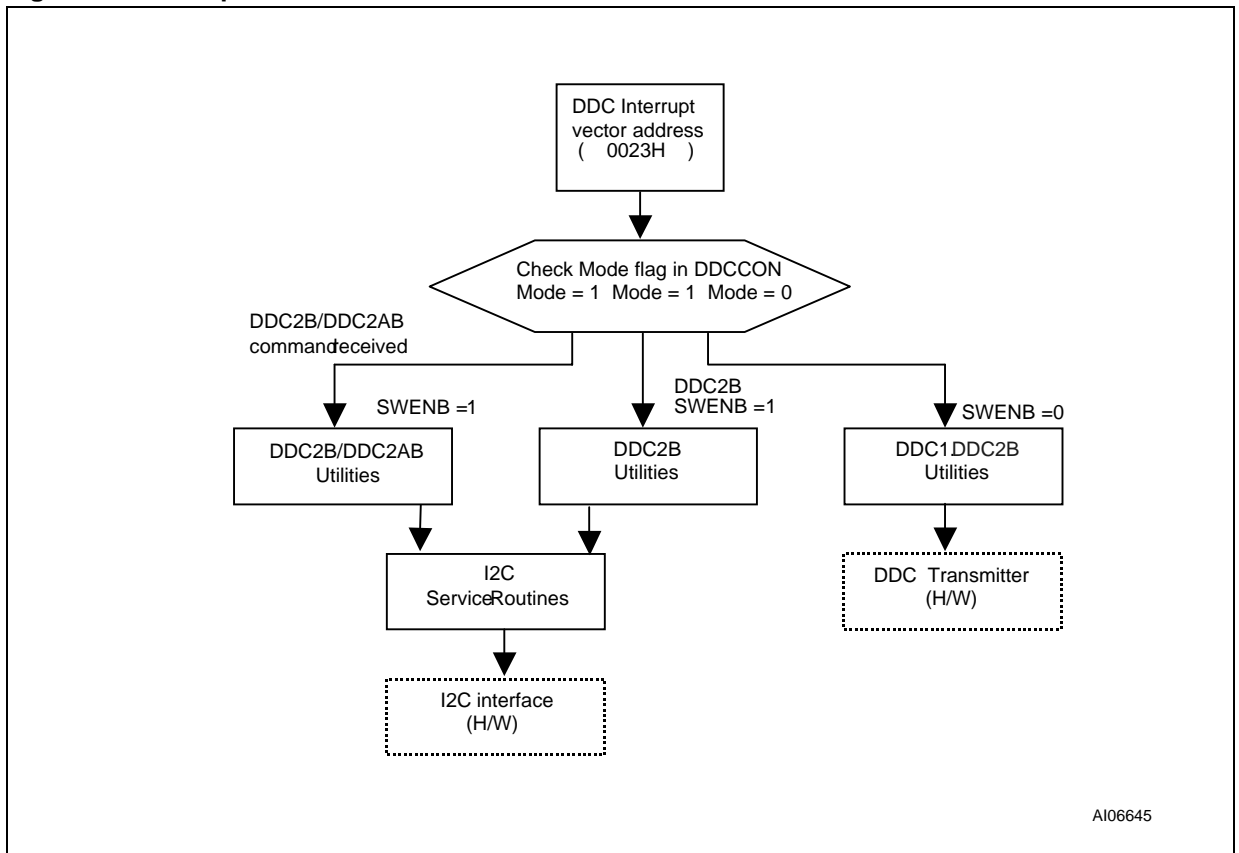 DDC Interrupt
vector address
( 0023H )
Check Mode flag in DDCCON
Mode = 1 Mode = 1 Mode = 0
DDC2B/DDC2AB
commandreceived
SWENB =1
DDC2B
SWENB =1
SWENB =0
DDC2B/DDC2AB
Utilities
DDC2B
Utilities
DDC1.DDC2B
Utilities
I2C
ServiceRoutines
DDC Transmitter
(H/W)
I2C interface
(H/W)
AI06645